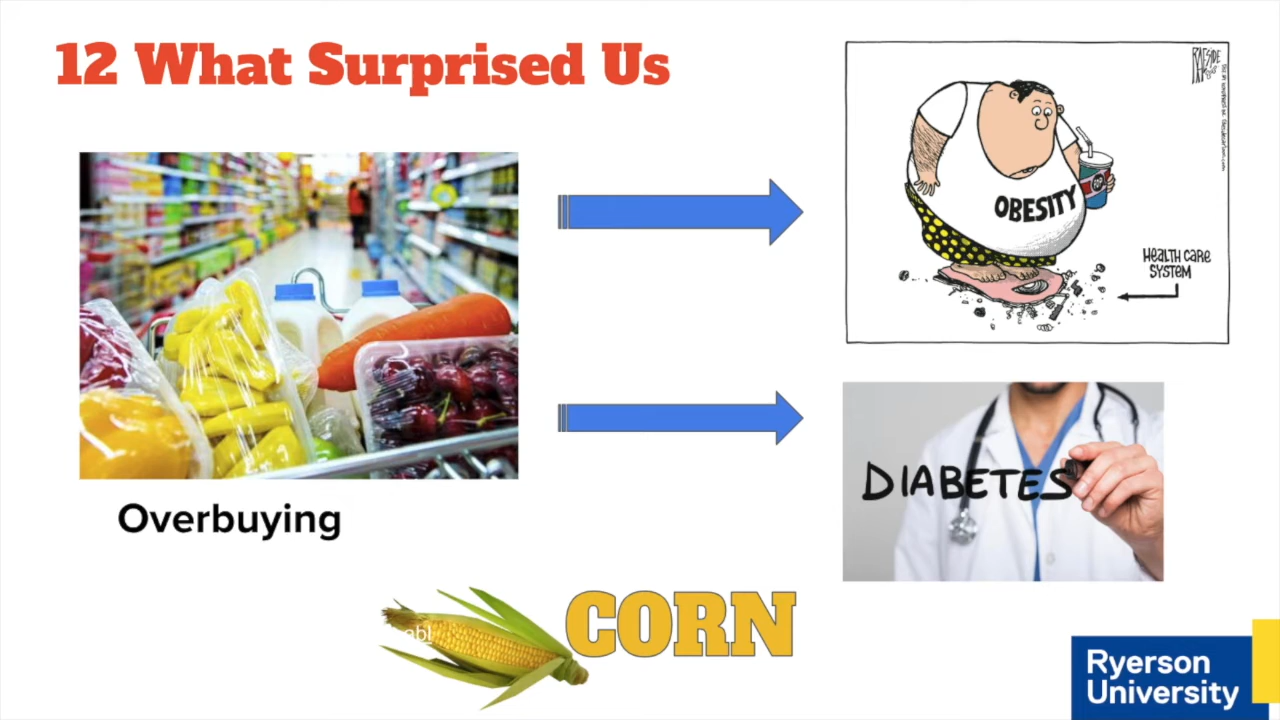 12 What Surprised Us
OBESITY
HEALTH CARE
SYSTEM
DIABETES
Overbuying
CORN
Ryerson
University